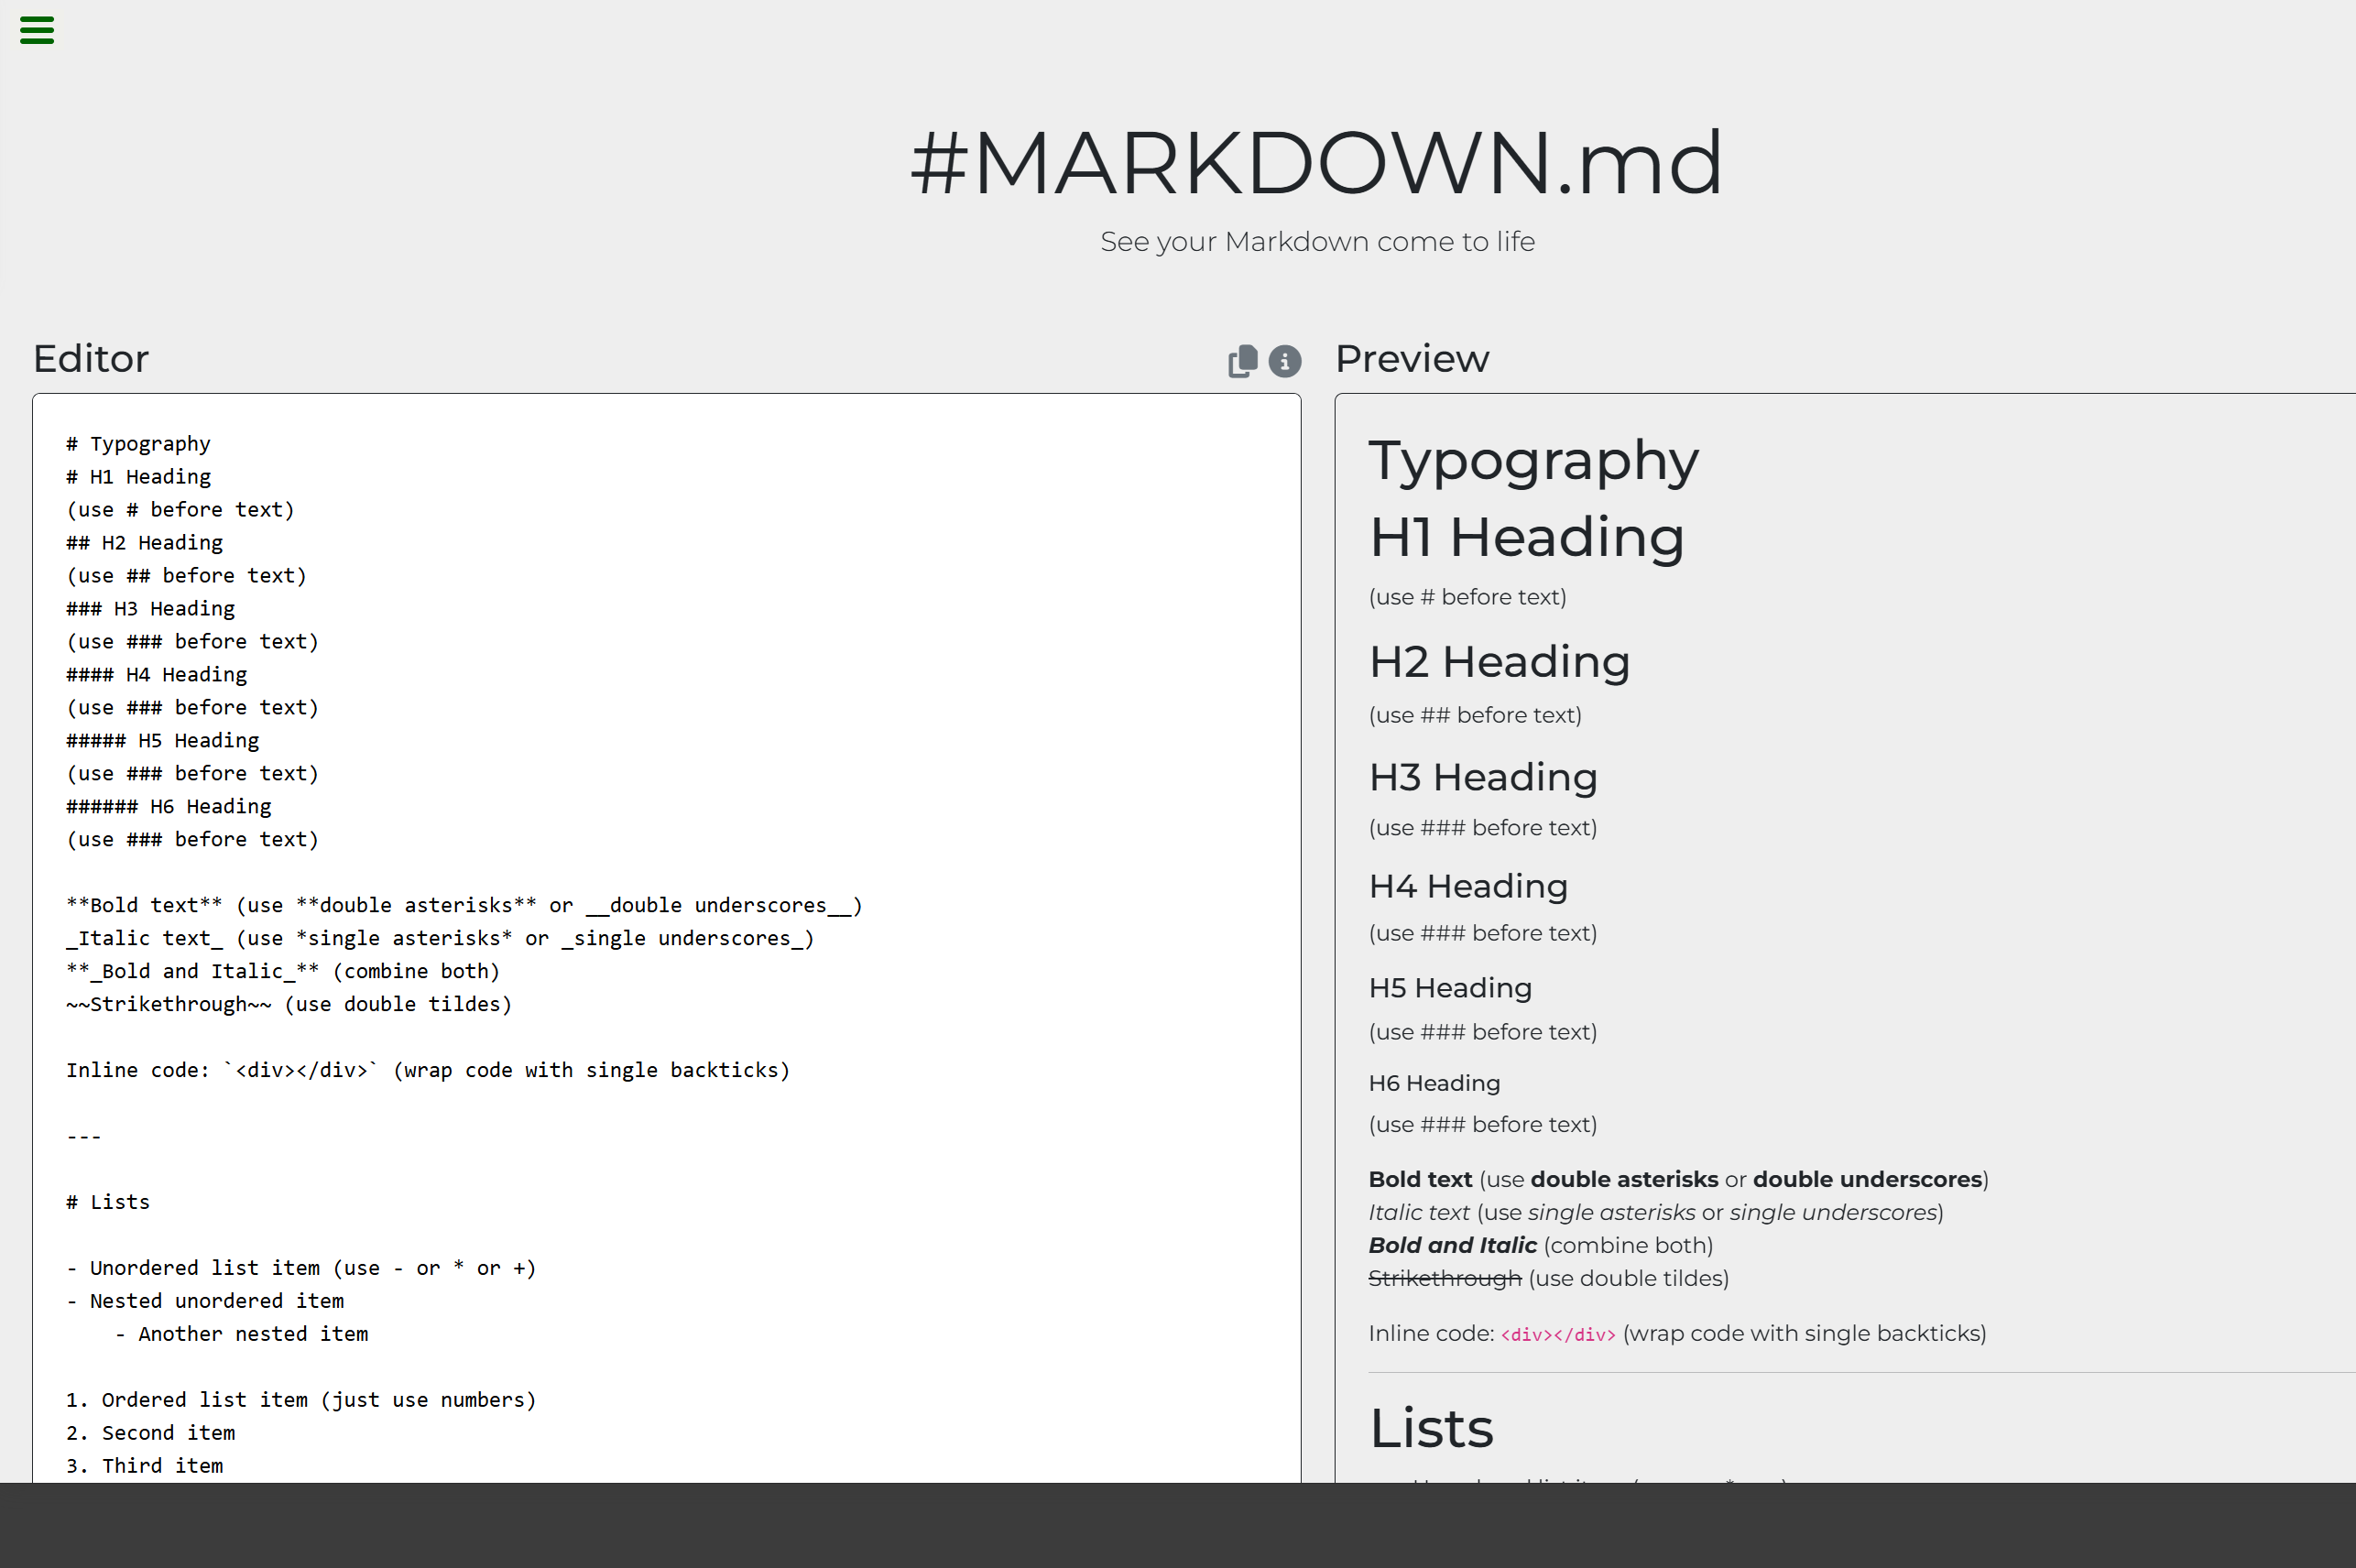 #MARKDOWN.md
See your Markdown come to life
Editor
# Typography
# H1 Heading
(use # before text)
## H2 Heading
(use ## before text)
### H3 Heading
(use ### before text)
#### H4 Heading
(use ### before text)
##### H5 Heading
(use ### before text)
###### H6 Heading
(use ### before text)
**Bold text** (use **double asterisks** or __double underscores__)
_Italic text_ (use *single asterisks* or _single underscores_)
**_Bold and Italic_** (combine both)
~~Strikethrough~~ (use double tildes)
Inline code: `<div></div>` (wrap code with single backticks)
---
# Lists
- Unordered list item (use - or * or +)
- Nested unordered item
    - Another nested item
1. Ordered list item (just use numbers)
2. Second item
3. Third item
Preview
Typography
H1 Heading
(use # before text)
H2 Heading
(use ## before text)
H3 Heading
(use ### before text)
H4 Heading
(use ### before text)
H5 Heading
(use ### before text)
H6 Heading
(use ### before text)
Bold text (use double asterisks or double underscores)
Italic text (use single asterisks or single underscores)
Bold and Italic (combine both)
Strikethrough (use double tildes)
Inline code: <div></div> (wrap code with single backticks)
Lists